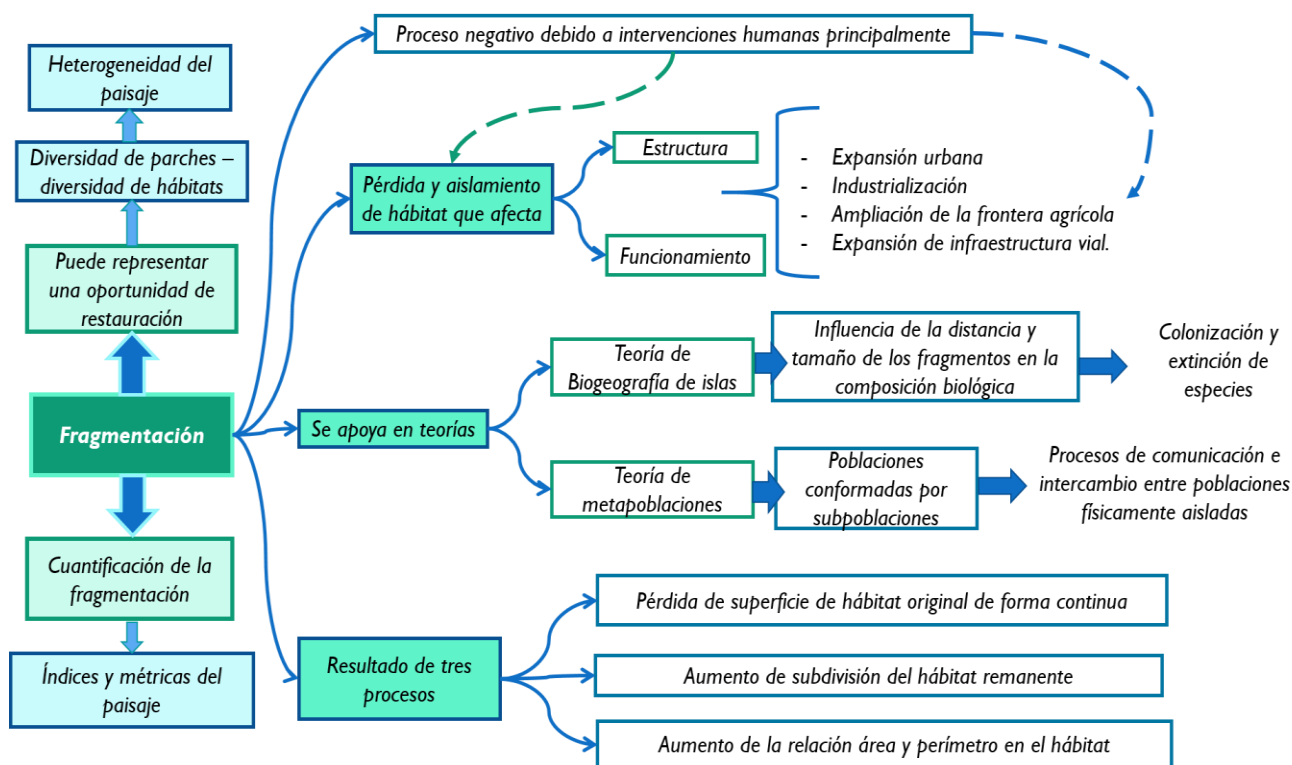 Proceso negativo debido a intervenciones humanas principalmente
Heterogeneidad del
paisaje
Diversidad de parches –
diversidad de hábitats
Puede representar
una oportunidad de
restauración
Fragmentación
Cuantificación de la
fragmentación
Índices y métricas del
paisaje
Pérdida y aislamiento
de hábitat que afecta
Estructura
Funcionamiento
- Expansión urbana
- Industrialización
- Ampliación de la frontera agrícola
- Expansión de infraestructura vial.
Se apoya en teorías
Teoría de
Biogeografía de islas
Influencia de la distancia y
tamaño de los fragmentos en la
composición biológica
Colonización y
extinción de
especies
Teoría de
metapoblaciones
Poblaciones
conformadas por
subpoblaciones
Procesos de comunicación e
intercambio entre poblaciones
físicamente aisladas
Resultado de tres
procesos
Pérdida de superficie de hábitat original de forma continua
Aumento de subdivisión del hábitat remanente
Aumento de la relación área y perímetro en el hábitat